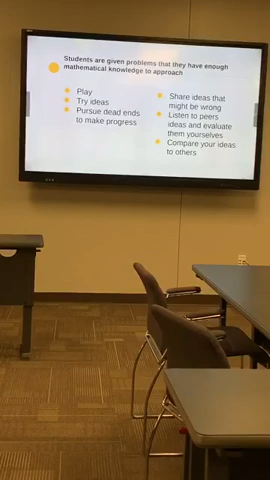 Students are given problems that they have enough
mathematical knowledge to approach
Play
Try ideas
Pursue dead ends
to make progress
Share ideas that
might be wrong
Listen to peers
ideas and evaluate
them yourselves
Compare your ideas
to others